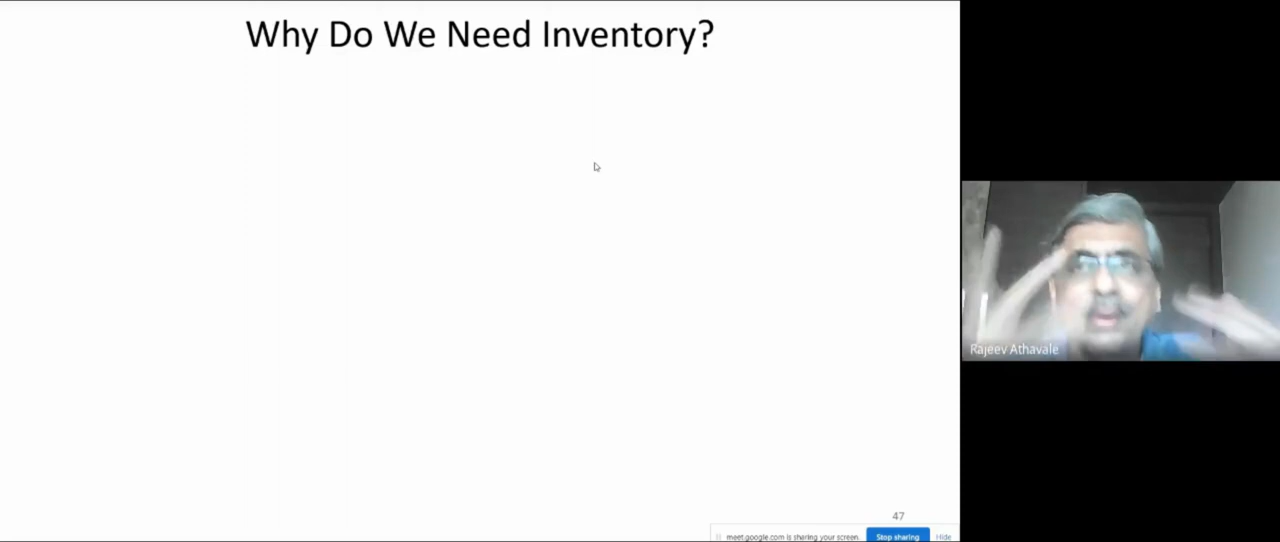 Why Do We Need Inventory?
Rajeev Athavale
47
meet.google.com is sharing your screen. Stop sharing Hide